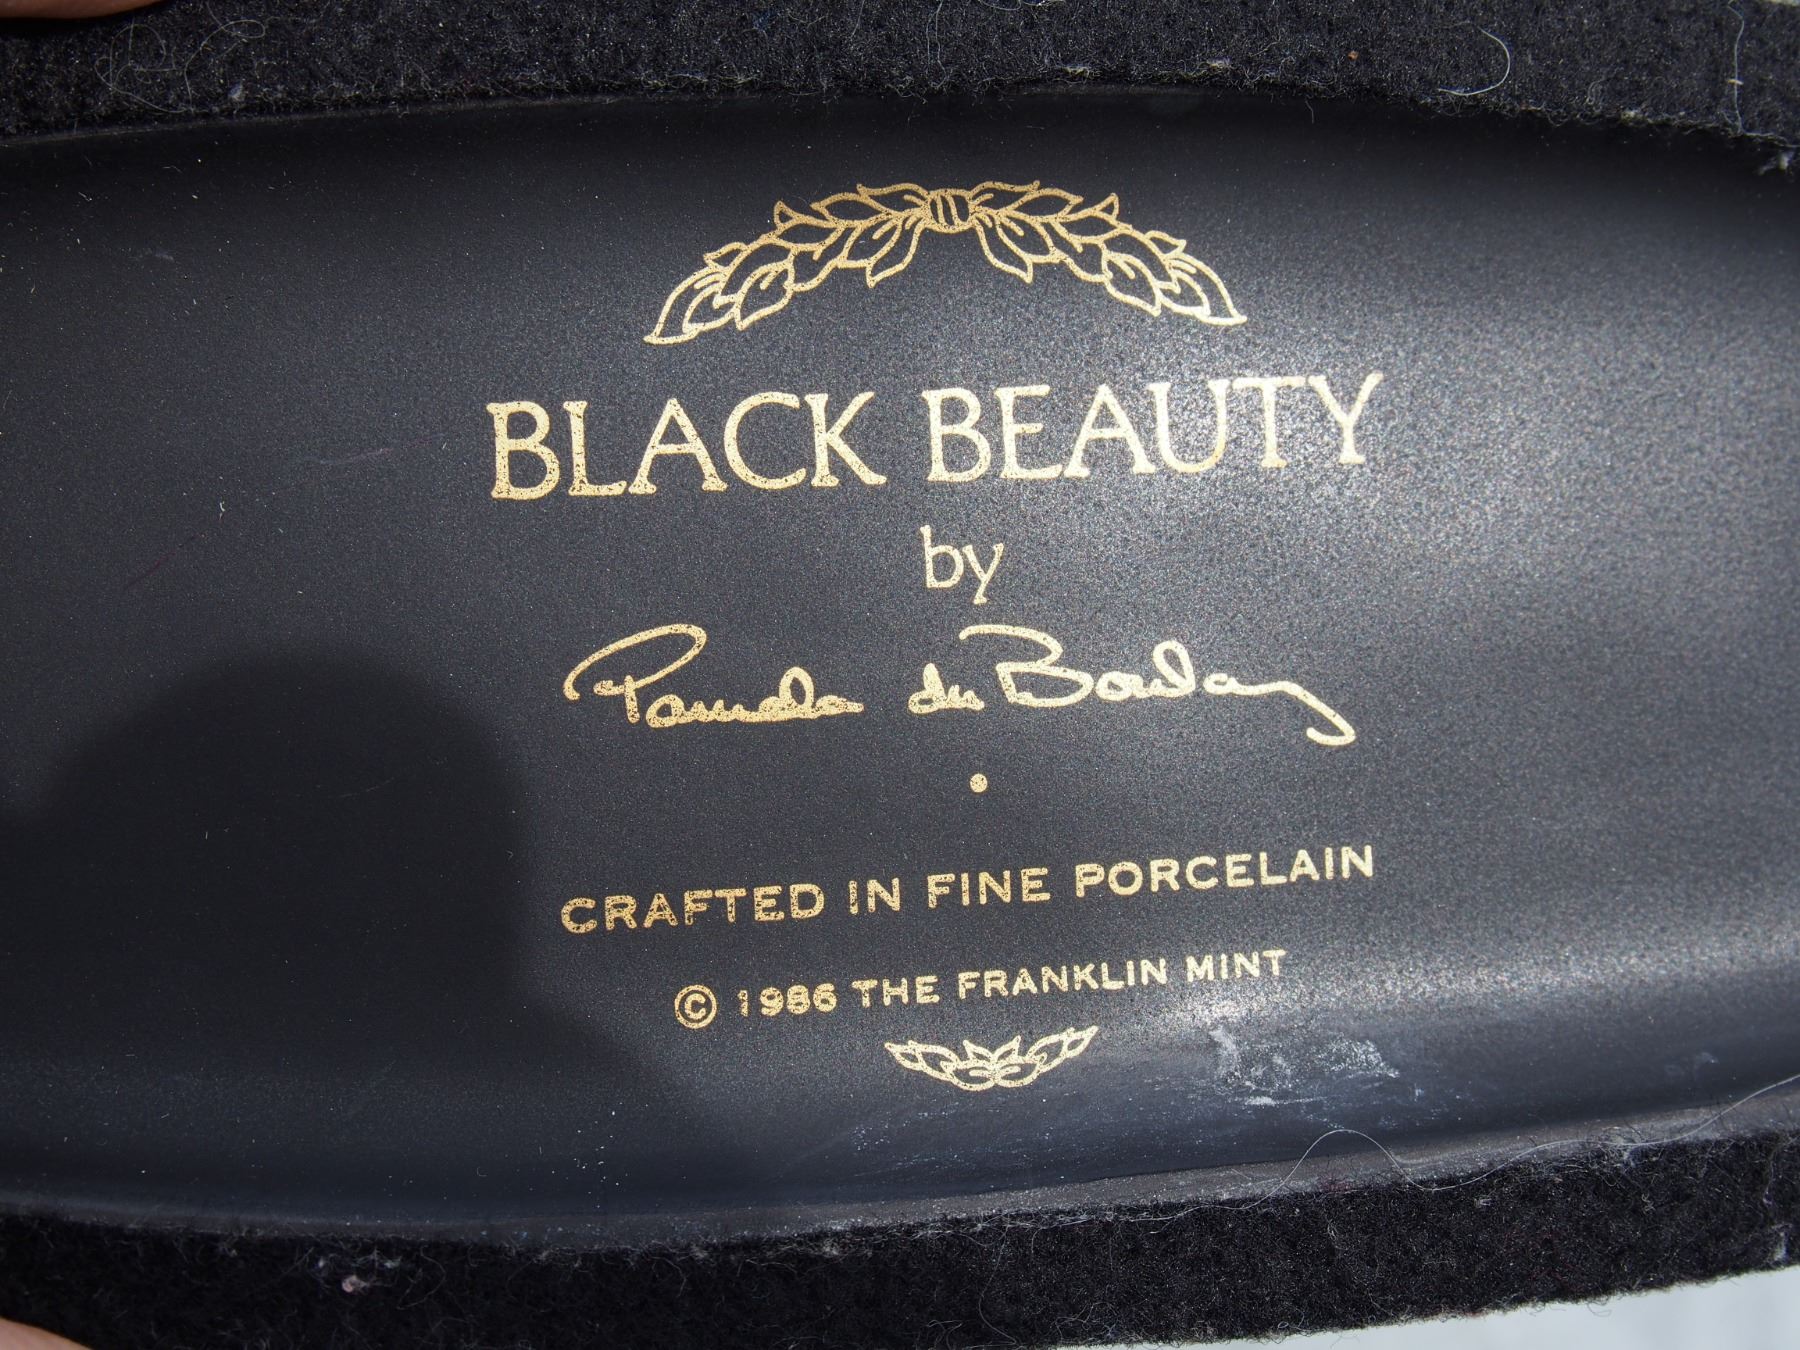 BLACK BEAUTY
by
Pamela du Boulay
CRAFTED IN FINE PORCELAIN
© 1986 THE FRANKLIN MINT